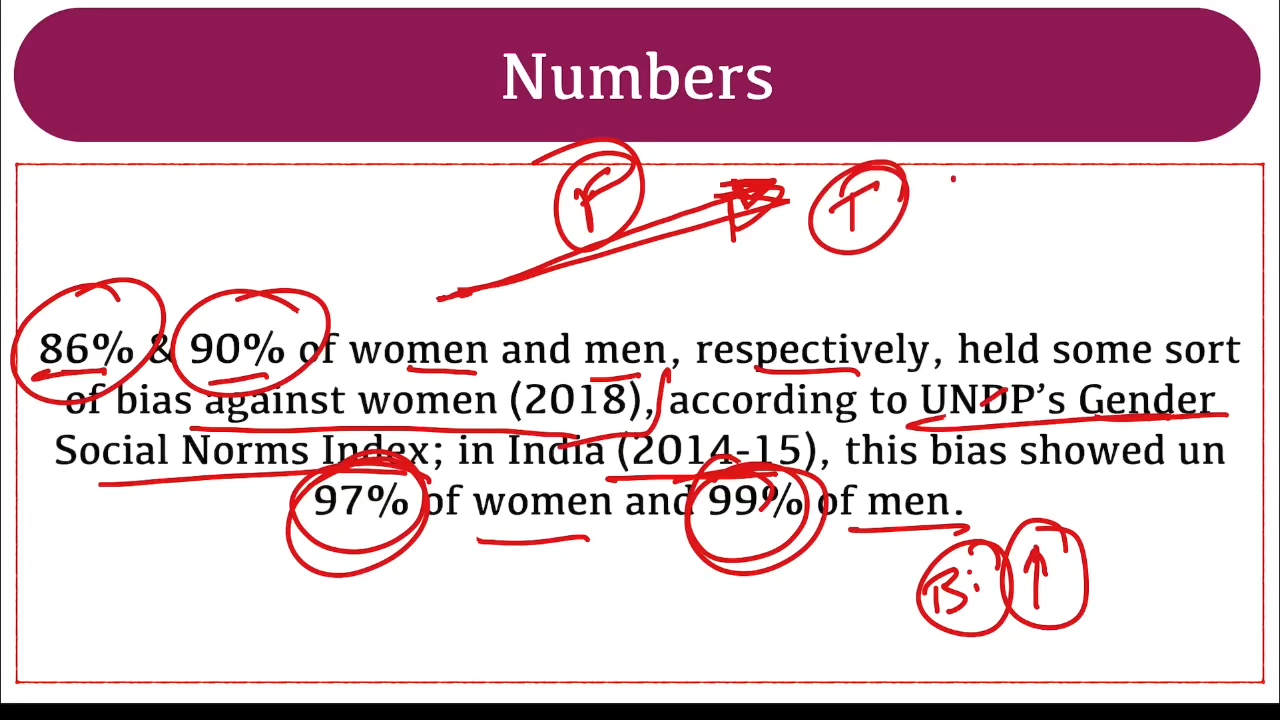 Numbers
F
T
86% & 90% of women and men, respectively, held some sort
of bias against women (2018), according to UNDP's Gender
Social Norms Index; in India (2014-15), this bias showed un
97% of women and 99% of men.